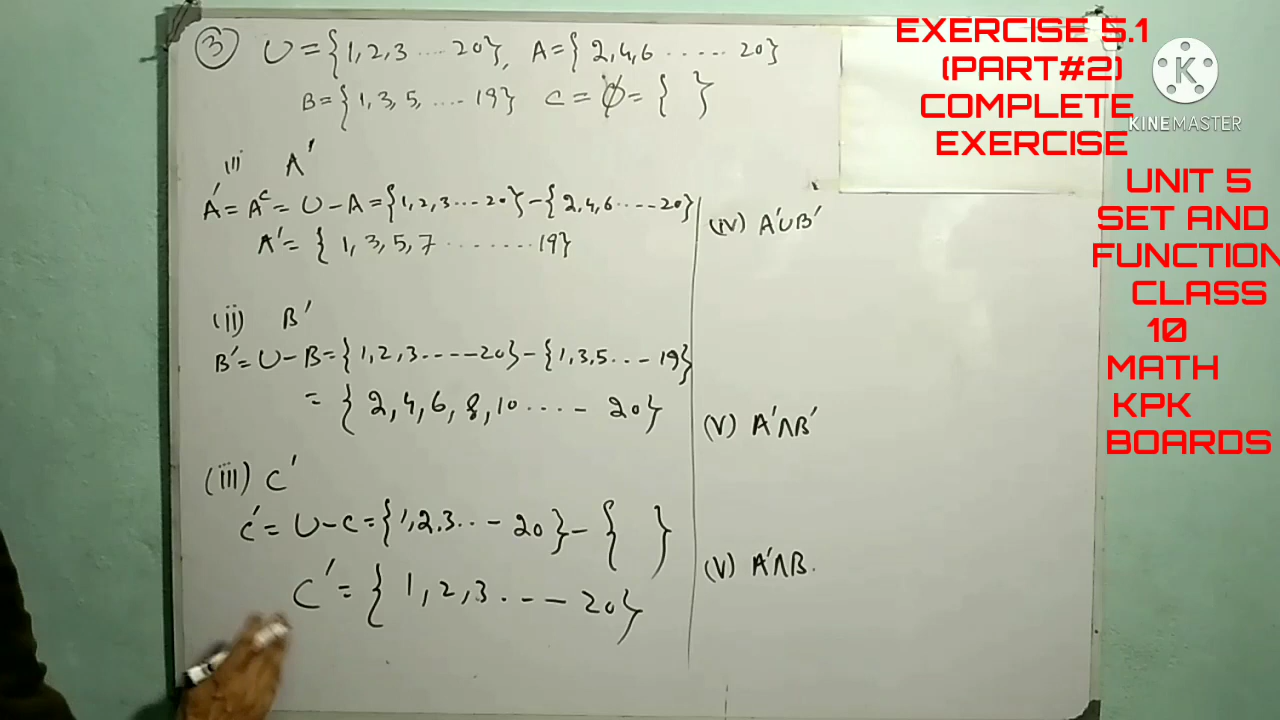 ③ U = {1, 2, 3 ..... 20}, A = {2, 4, 6 ...... 20}
B = {1, 3, 5, ..... 19} C = φ = { }
(i) A′
A′ = Aᶜ = U − A = {1, 2, 3 .... 20} − {2, 4, 6 ..... 20}
A′ = {1, 3, 5, 7 ......... 19}
(ii) B′
B′ = U − B = {1, 2, 3 ...... 20} − {1, 3, 5 .... 19}
= {2, 4, 6, 8, 10 ..... 20}
(iii) C′
C′ = U − C = {1, 2, 3 .... 20} − { }
C′ = {1, 2, 3 .... 20}
(iv) A′∪B′
(V) A′∩B′
(V) A′∩B.
EXERCISE 5.1
(PART#2)
COMPLETE
EXERCISE
K
KINEMASTER
UNIT 5
SET AND
FUNCTION
CLASS
10
MATH
KPK
BOARDS